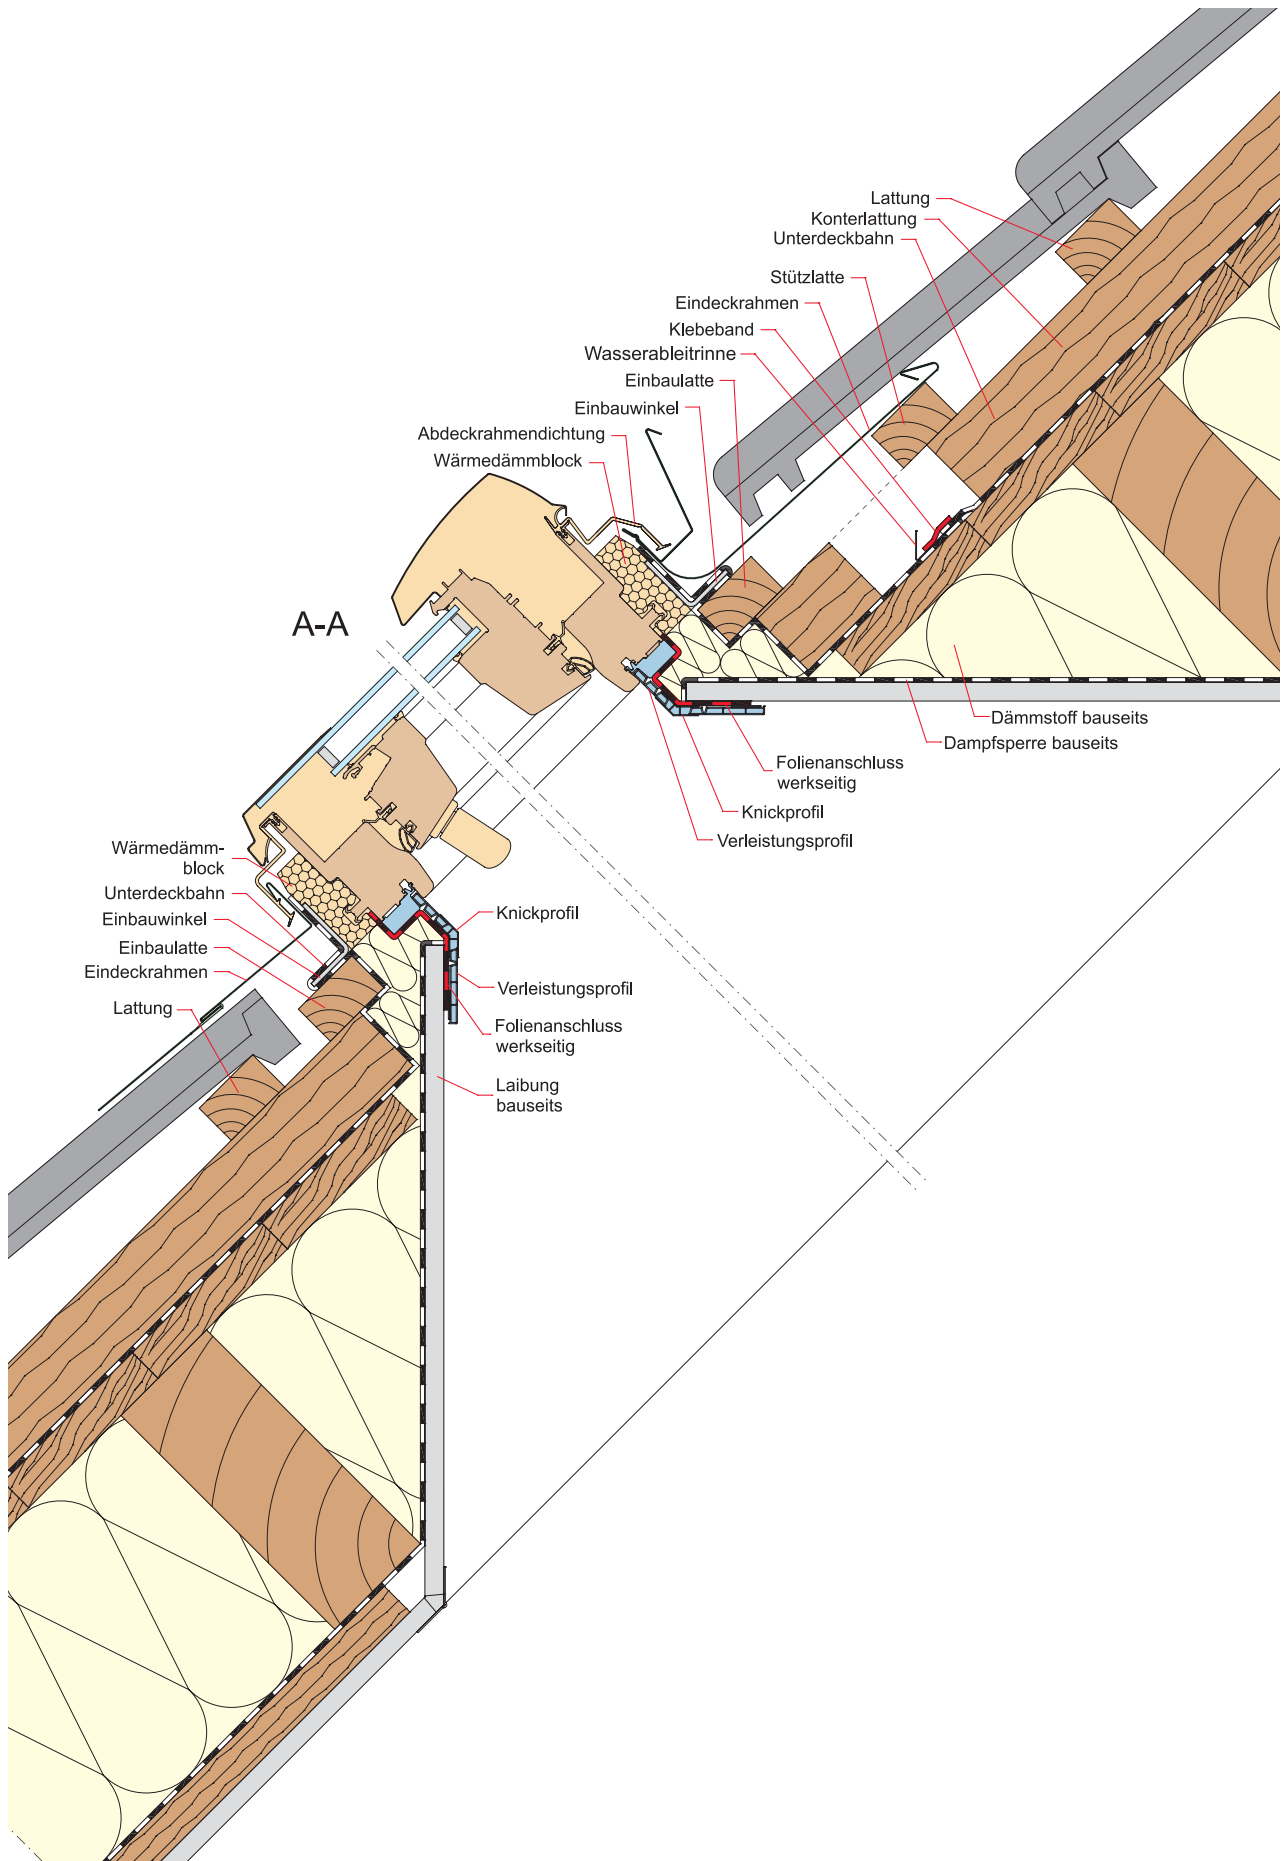 Lattung
Konterlattung
Unterdeckbahn
Stützlatte
Eindeckrahmen
Klebeband
Wasserableitrinne
Einbaulatte
Einbauwinkel
Abdeckrahmendichtung
Wärmedämmblock
A-A
Dämmstoff bauseits
Dampfsperre bauseits
Folienanschluss
werkseitig
Knickprofil
Verleistungsprofil
Wärmedämm-
block
Unterdeckbahn
Einbauwinkel
Einbaulatte
Eindeckrahmen
Lattung
Knickprofil
Verleistungsprofil
Folienanschluss
werkseitig
Laibung
bauseits